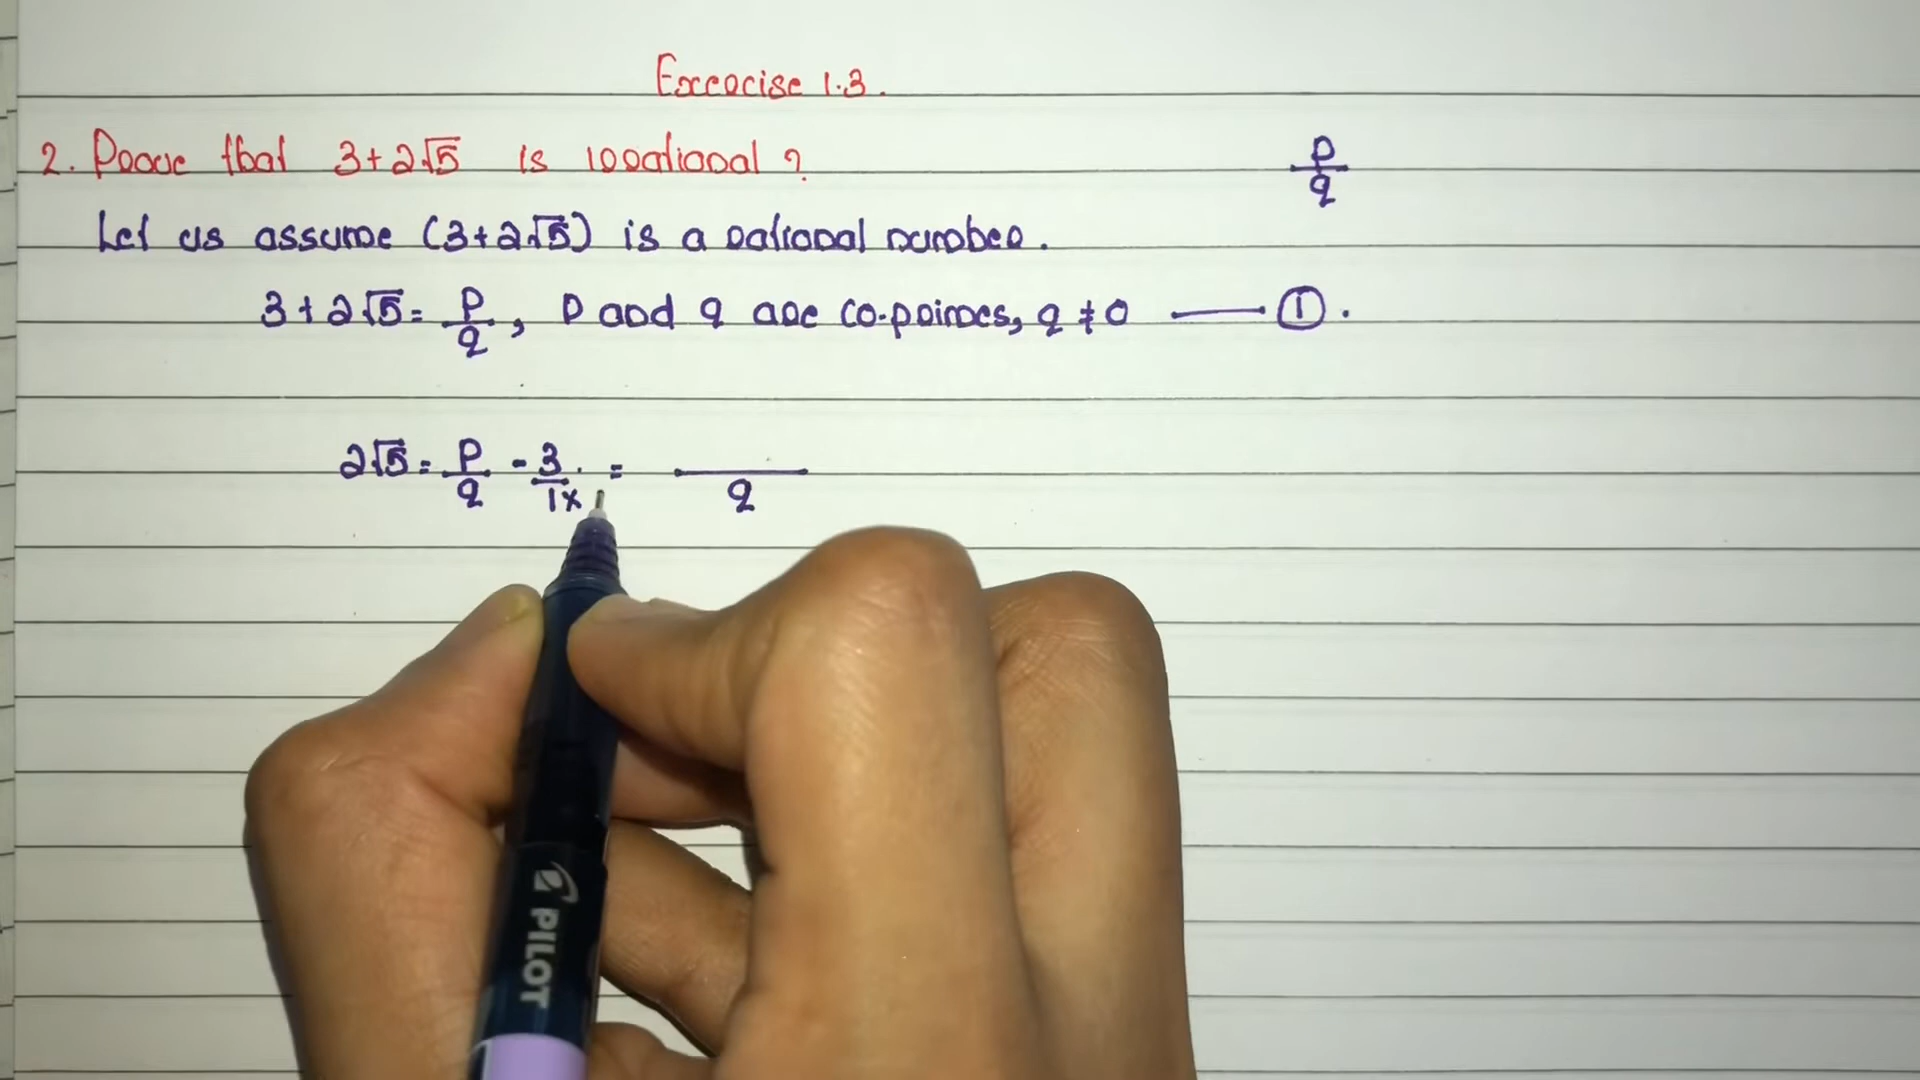 Exercise 1.3.
2. Prove that 3+2√5 is irrational?
p/q
Let us assume (3+2√5) is a rational number.
3+2√5 = p/q, p and q are co-primes, q ≠ 0 —— ①.
2√5 = p/q - 3/1x = /q
PILOT